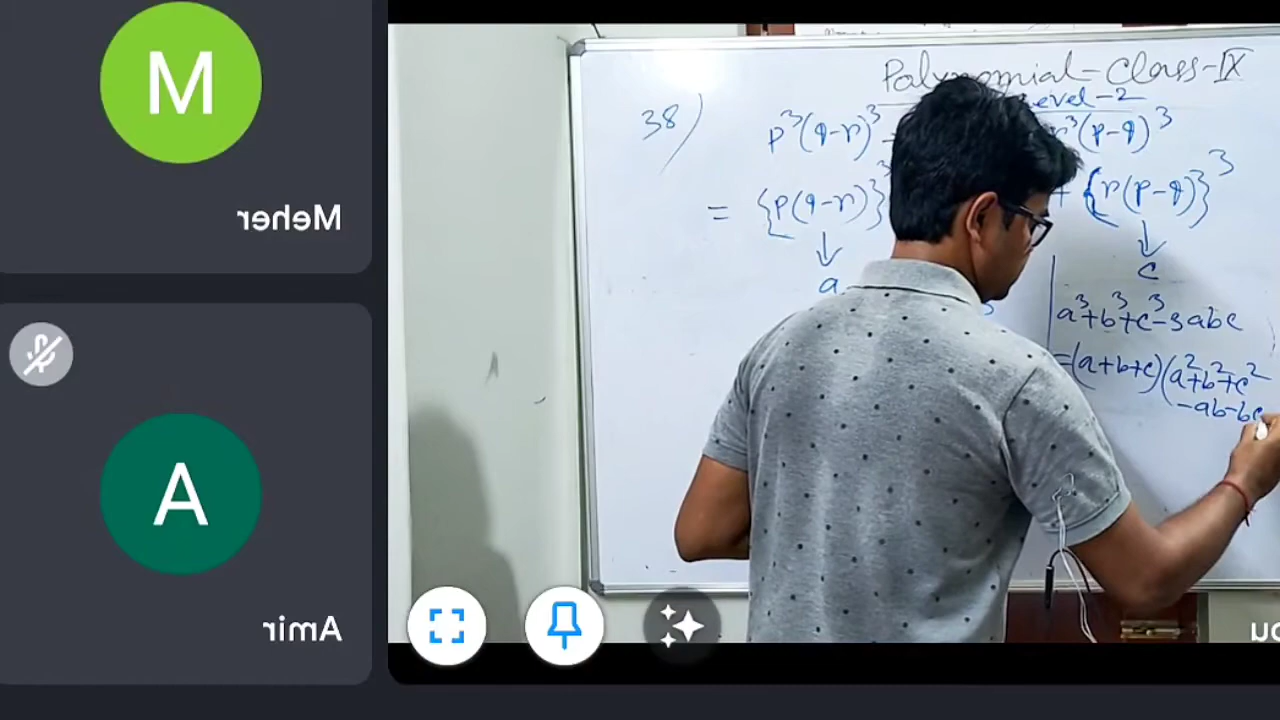 M
Meher
A
Amir
Polynomial-Class-IX
Level-2
38) p³(q-r)³ r³(p-q)³
= {p(q-r)}³ + {r(p-q)}³
a c
a³+b³+c³-3abc
=(a+b+c)(a²+b²+c²
-ab-bc